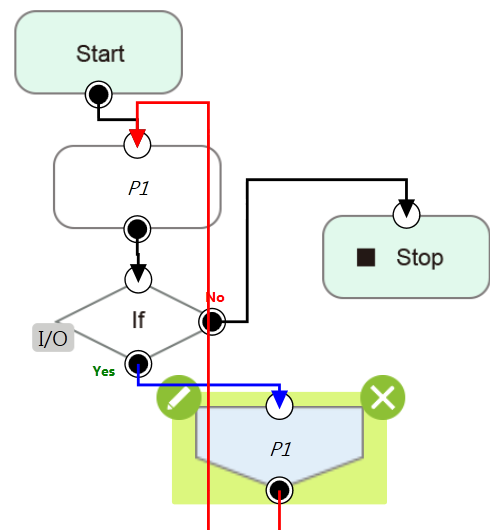 Start
P1
Stop
No
If
I/O
Yes
P1